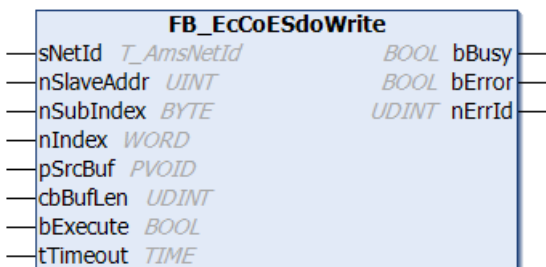 FB_EcCoESdoWrite
sNetId T_AmsNetId BOOL bBusy
nSlaveAddr UINT BOOL bError
nSubIndex BYTE UDINT nErrId
nIndex WORD
pSrcBuf PVOID
cbBufLen UDINT
bExecute BOOL
tTimeout TIME